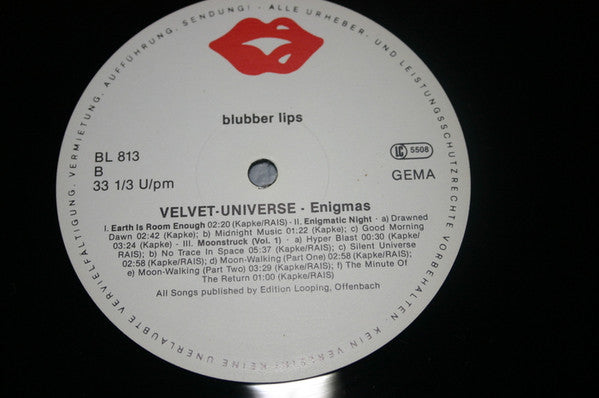 VERVIELFÄLTIGUNG, VERMIETUNG, AUFFÜHRUNG, SENDUNG! - ALLE URHEBER- UND LEISTUNGSSCHUTZRECHTE VORBEHALTEN. KEIN VERLEIH! KEINE UNERLAUBTE
blubber lips
BL 813
B
33 1/3 U/pm
LC 5508
GEMA
VELVET-UNIVERSE - Enigmas
I. Earth Is Room Enough 02:20 (Kapke/RAIS) - II. Enigmatic Night - a) Drawned
Dawn 02:42 (Kapke); b) Midnight Music 01:22 (Kapke); c) Good Morning
03:24 (Kapke) - III. Moonstruck (Vol. 1) - a) Hyper Blast 00:30 (Kapke/
RAIS); b) No Trace In Space 05:37 (Kapke/RAIS); c) Silent Universe
02:58 (Kapke/RAIS); d) Moon-Walking (Part One) 02:58 (Kapke/RAIS);
e) Moon-Walking (Part Two) 03:29 (Kapke/RAIS); f) The Minute Of
The Return 01:00 (Kapke/RAIS)
All Songs published by Edition Looping, Offenbach